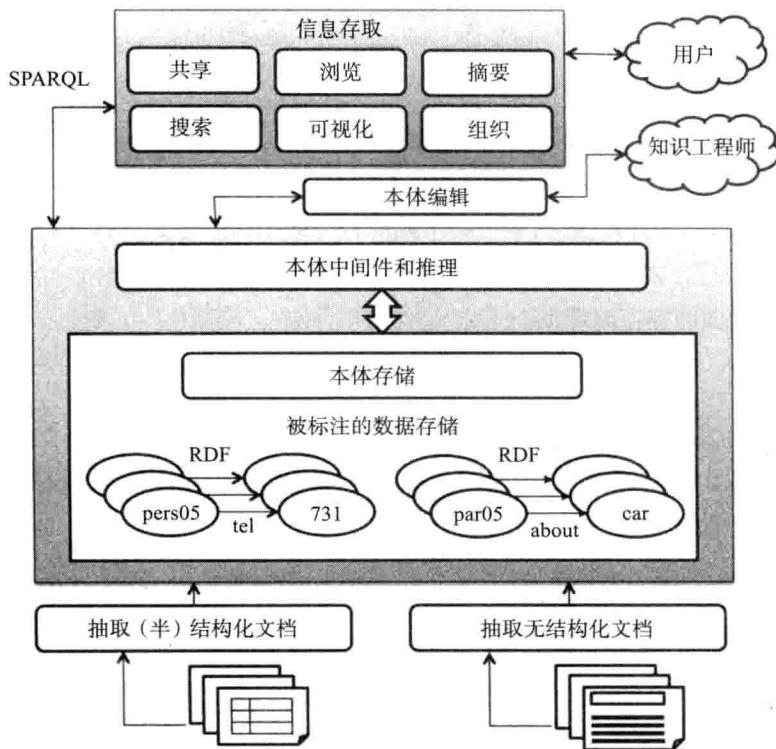 信息存取
共享
浏览
摘要
用户
SPARQL
搜索
可视化
组织
知识工程师
本体编辑
本体中间件和推理
本体存储
被标注的数据存储
RDF
RDF
pers05
731
par05
car
tel
about
抽取（半）结构化文档
抽取无结构化文档